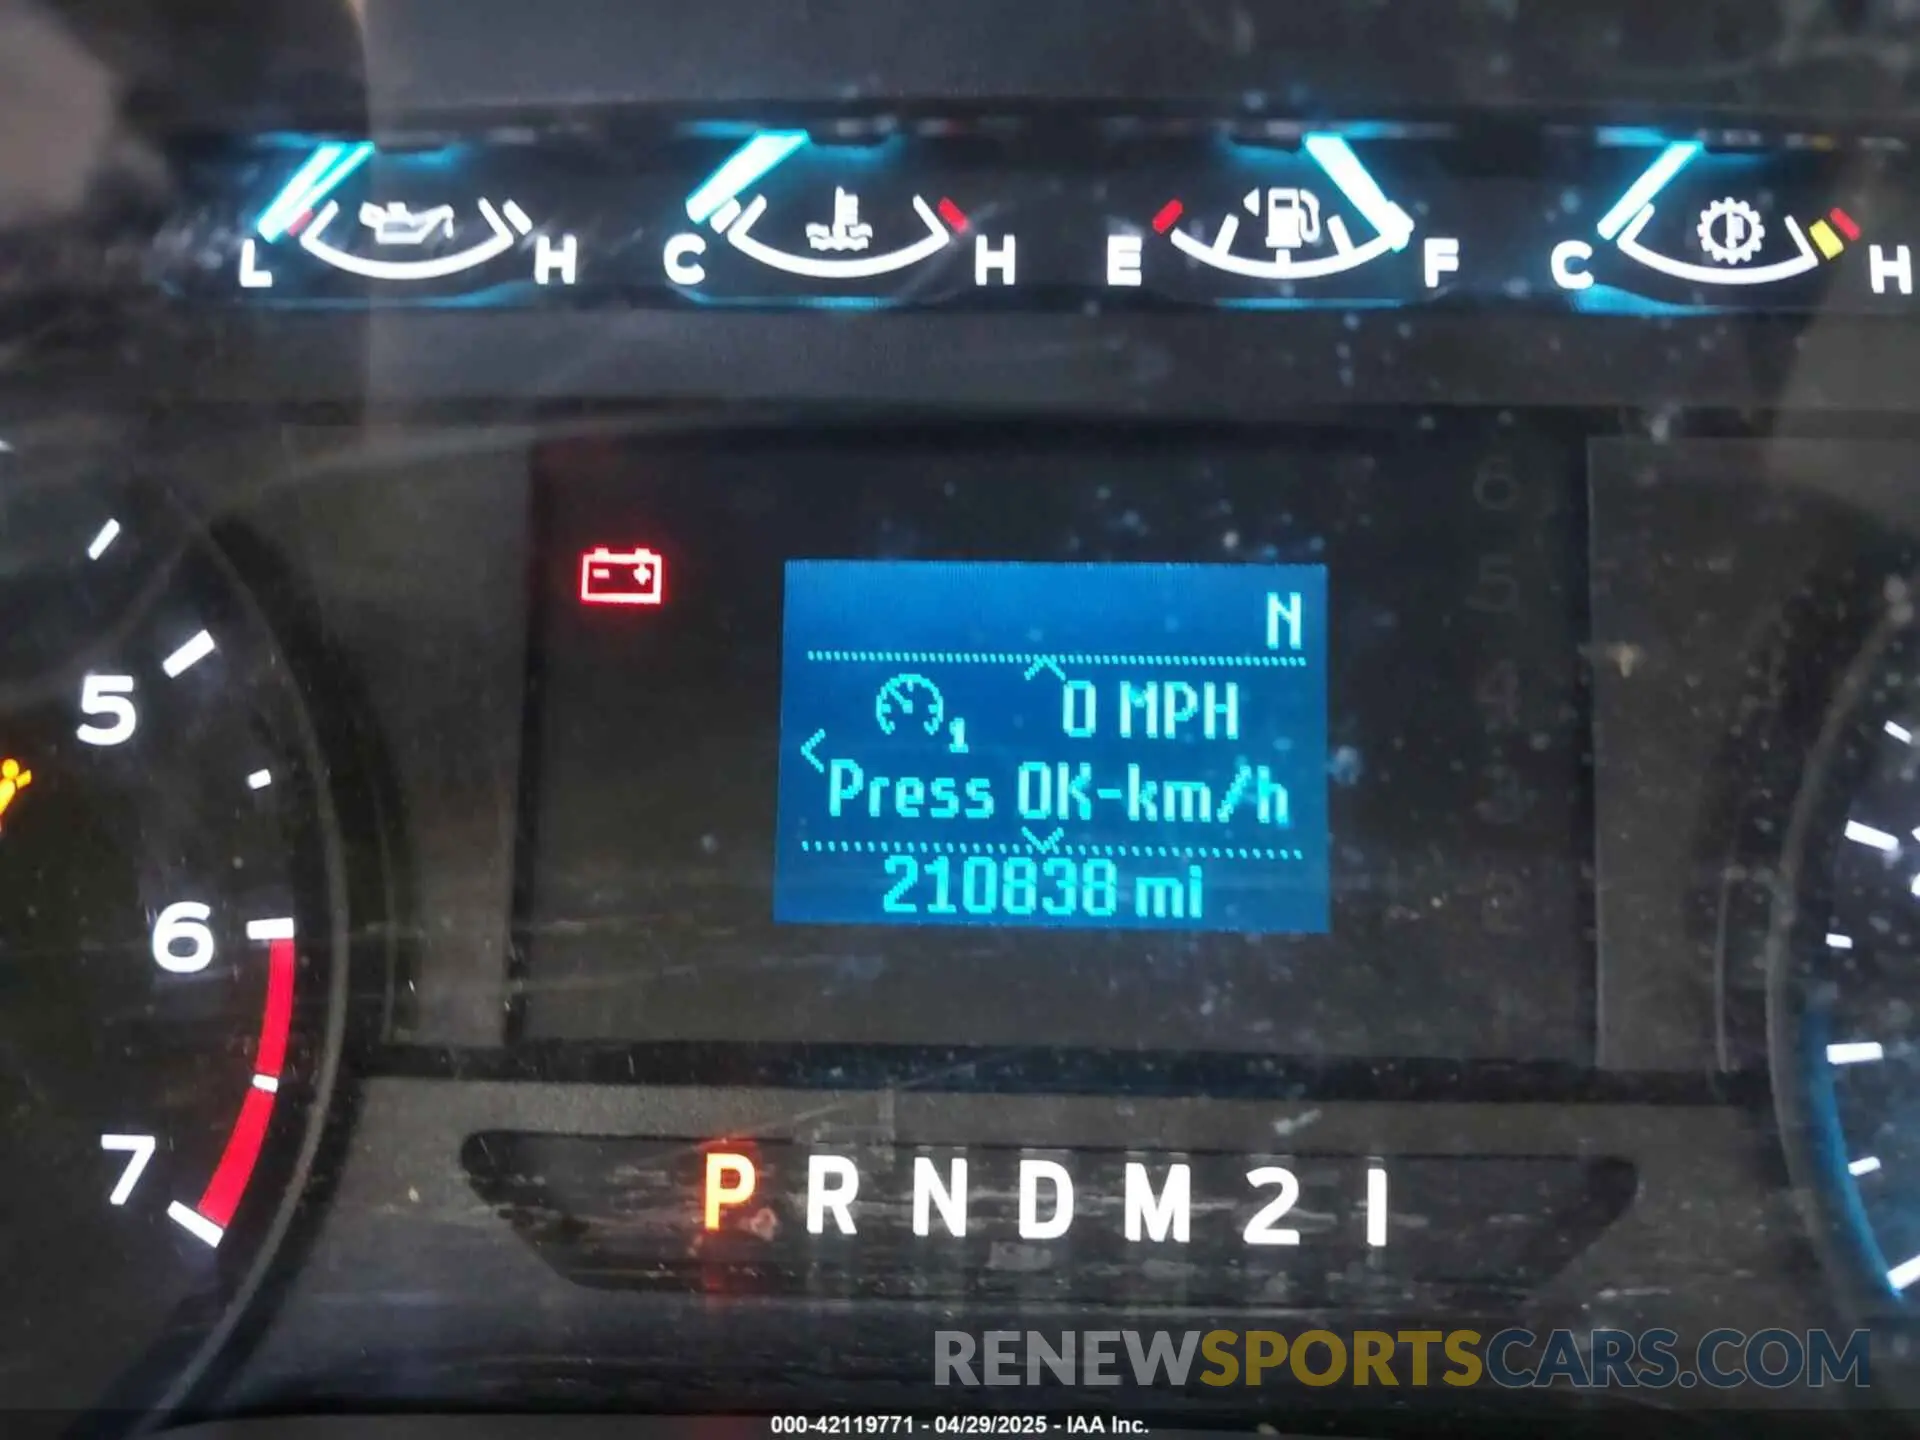 L H C H E F C H
N
0 MPH
1
Press OK-km/h
210838 mi
5
6
7
P R N D M 2 1
RENEWSPORTSCARS.COM
000-42119771 - 04/29/2025 - IAA Inc.